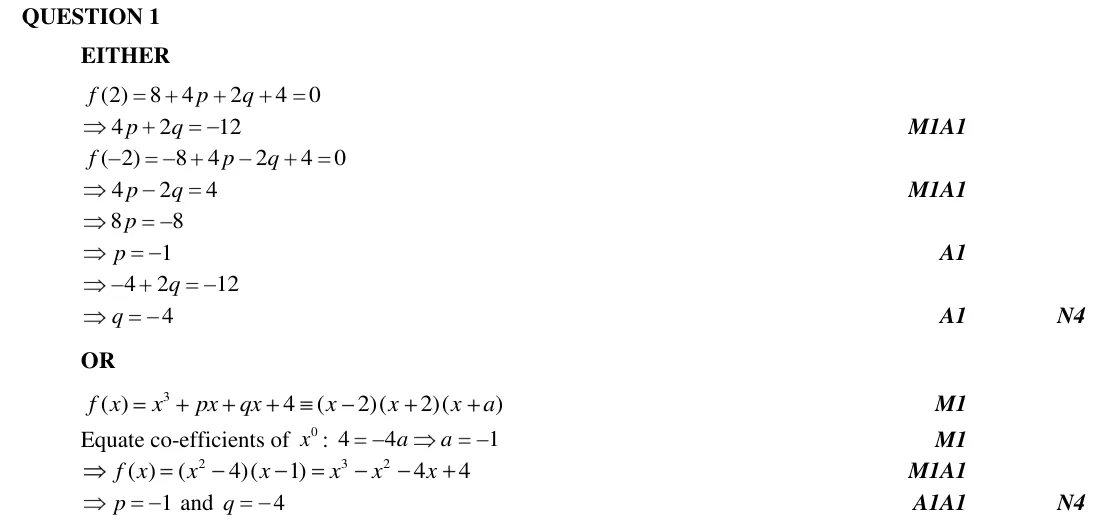 QUESTION 1
EITHER
f(2) = 8 + 4p + 2q + 4 = 0
⇒ 4p + 2q = −12 M1A1
f(−2) = −8 + 4p − 2q + 4 = 0
⇒ 4p − 2q = 4 M1A1
⇒ 8p = −8
⇒ p = −1 A1
⇒ −4 + 2q = −12
⇒ q = −4 A1 N4
OR
f(x) = x³ + px + qx + 4 ≡ (x − 2)(x + 2)(x + a) M1
Equate co-efficients of x⁰: 4 = −4a ⇒ a = −1 M1
⇒ f(x) = (x² − 4)(x − 1) = x³ − x² − 4x + 4 M1A1
⇒ p = −1 and q = −4 A1A1 N4